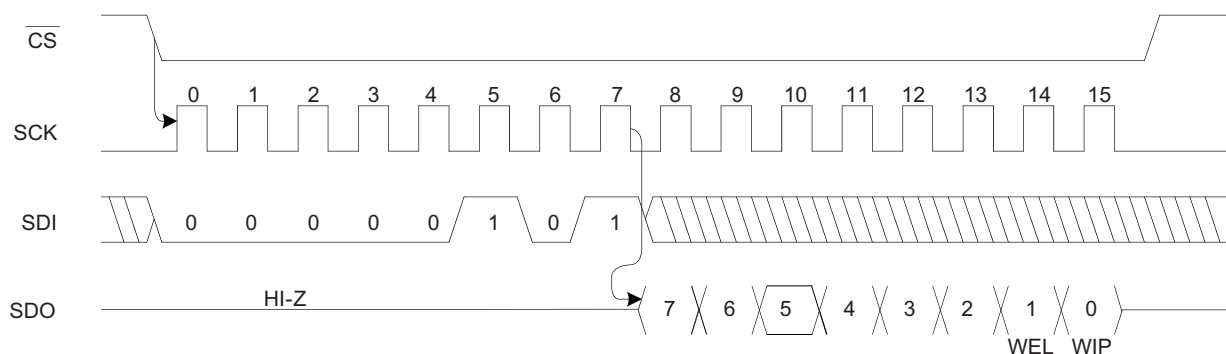 CS
0 1 2 3 4 5 6 7 8 9 10 11 12 13 14 15
SCK
SDI 0 0 0 0 0 1 0 1
HI-Z
SDO 7 6 5 4 3 2 1 0
WEL WIP